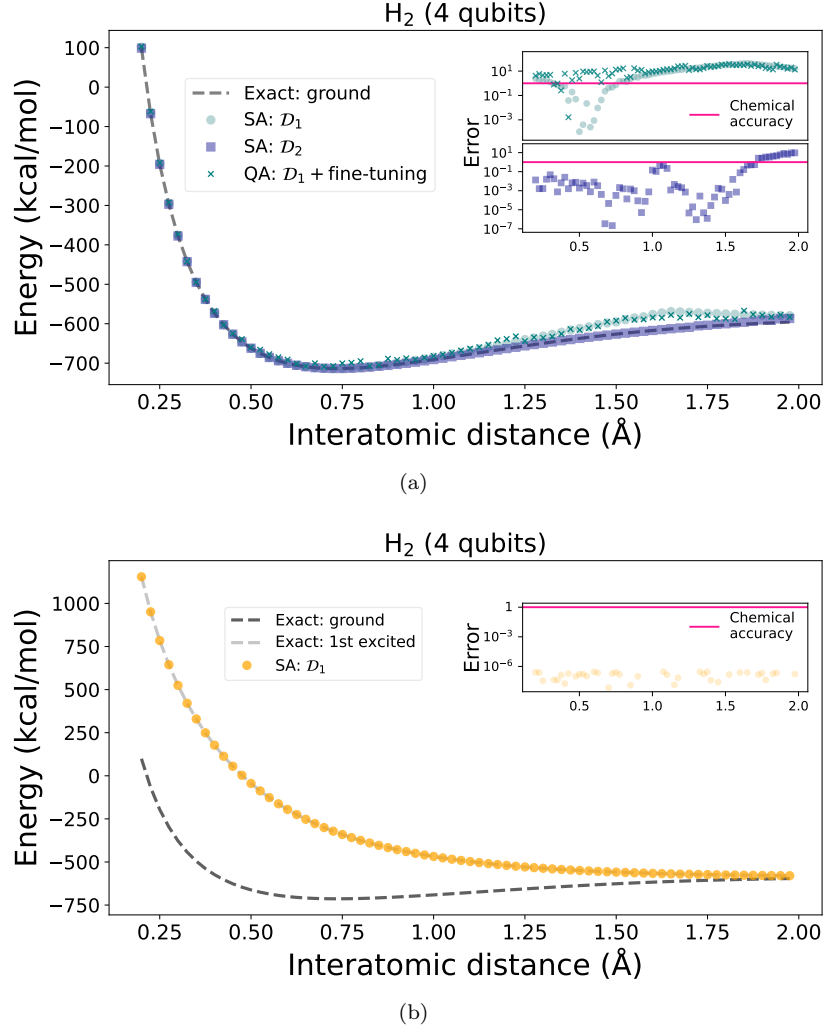 H₂ (4 qubits)
Energy (kcal/mol)
100
0
−100
−200
−300
−400
−500
−600
−700
Exact: ground
SA: 𝒟₁
SA: 𝒟₂
QA: 𝒟₁ + fine-tuning
Error
10¹
10⁻¹
10⁻³
Chemical
accuracy
10¹
10⁻¹
10⁻³
10⁻⁵
10⁻⁷
0.5 1.0 1.5 2.0
0.25 0.50 0.75 1.00 1.25 1.50 1.75 2.00
Interatomic distance (Å)
(a)
H₂ (4 qubits)
Energy (kcal/mol)
1000
750
500
250
0
−250
−500
−750
Exact: ground
Exact: 1st excited
SA: 𝒟₁
Error
1
10⁻³
10⁻⁶
Chemical
accuracy
0.5 1.0 1.5 2.0
0.25 0.50 0.75 1.00 1.25 1.50 1.75 2.00
Interatomic distance (Å)
(b)